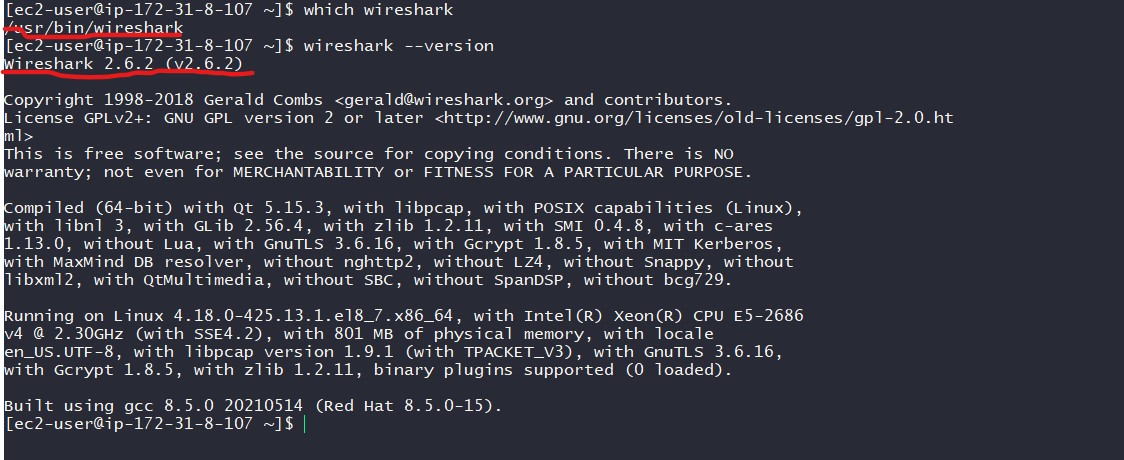 [ec2-user@ip-172-31-8-107 ~]$ which wireshark
/usr/bin/wireshark
[ec2-user@ip-172-31-8-107 ~]$ wireshark --version
Wireshark 2.6.2 (v2.6.2)
Copyright 1998-2018 Gerald Combs <gerald@wireshark.org> and contributors.
License GPLv2+: GNU GPL version 2 or later <http://www.gnu.org/licenses/old-licenses/gpl-2.0.ht
ml>
This is free software; see the source for copying conditions. There is NO
warranty; not even for MERCHANTABILITY or FITNESS FOR A PARTICULAR PURPOSE.
Compiled (64-bit) with Qt 5.15.3, with libpcap, with POSIX capabilities (Linux),
with libnl 3, with GLib 2.56.4, with zlib 1.2.11, with SMI 0.4.8, with c-ares
1.13.0, without Lua, with GnuTLS 3.6.16, with Gcrypt 1.8.5, with MIT Kerberos,
with MaxMind DB resolver, without nghttp2, without LZ4, without Snappy, without
libxml2, with QtMultimedia, without SBC, without SpanDSP, without bcg729.
Running on Linux 4.18.0-425.13.1.el8_7.x86_64, with Intel(R) Xeon(R) CPU E5-2686
v4 @ 2.30GHz (with SSE4.2), with 801 MB of physical memory, with locale
en_US.UTF-8, with libpcap version 1.9.1 (with TPACKET_V3), with GnuTLS 3.6.16,
with Gcrypt 1.8.5, with zlib 1.2.11, binary plugins supported (0 loaded).
Built using gcc 8.5.0 20210514 (Red Hat 8.5.0-15).
[ec2-user@ip-172-31-8-107 ~]$